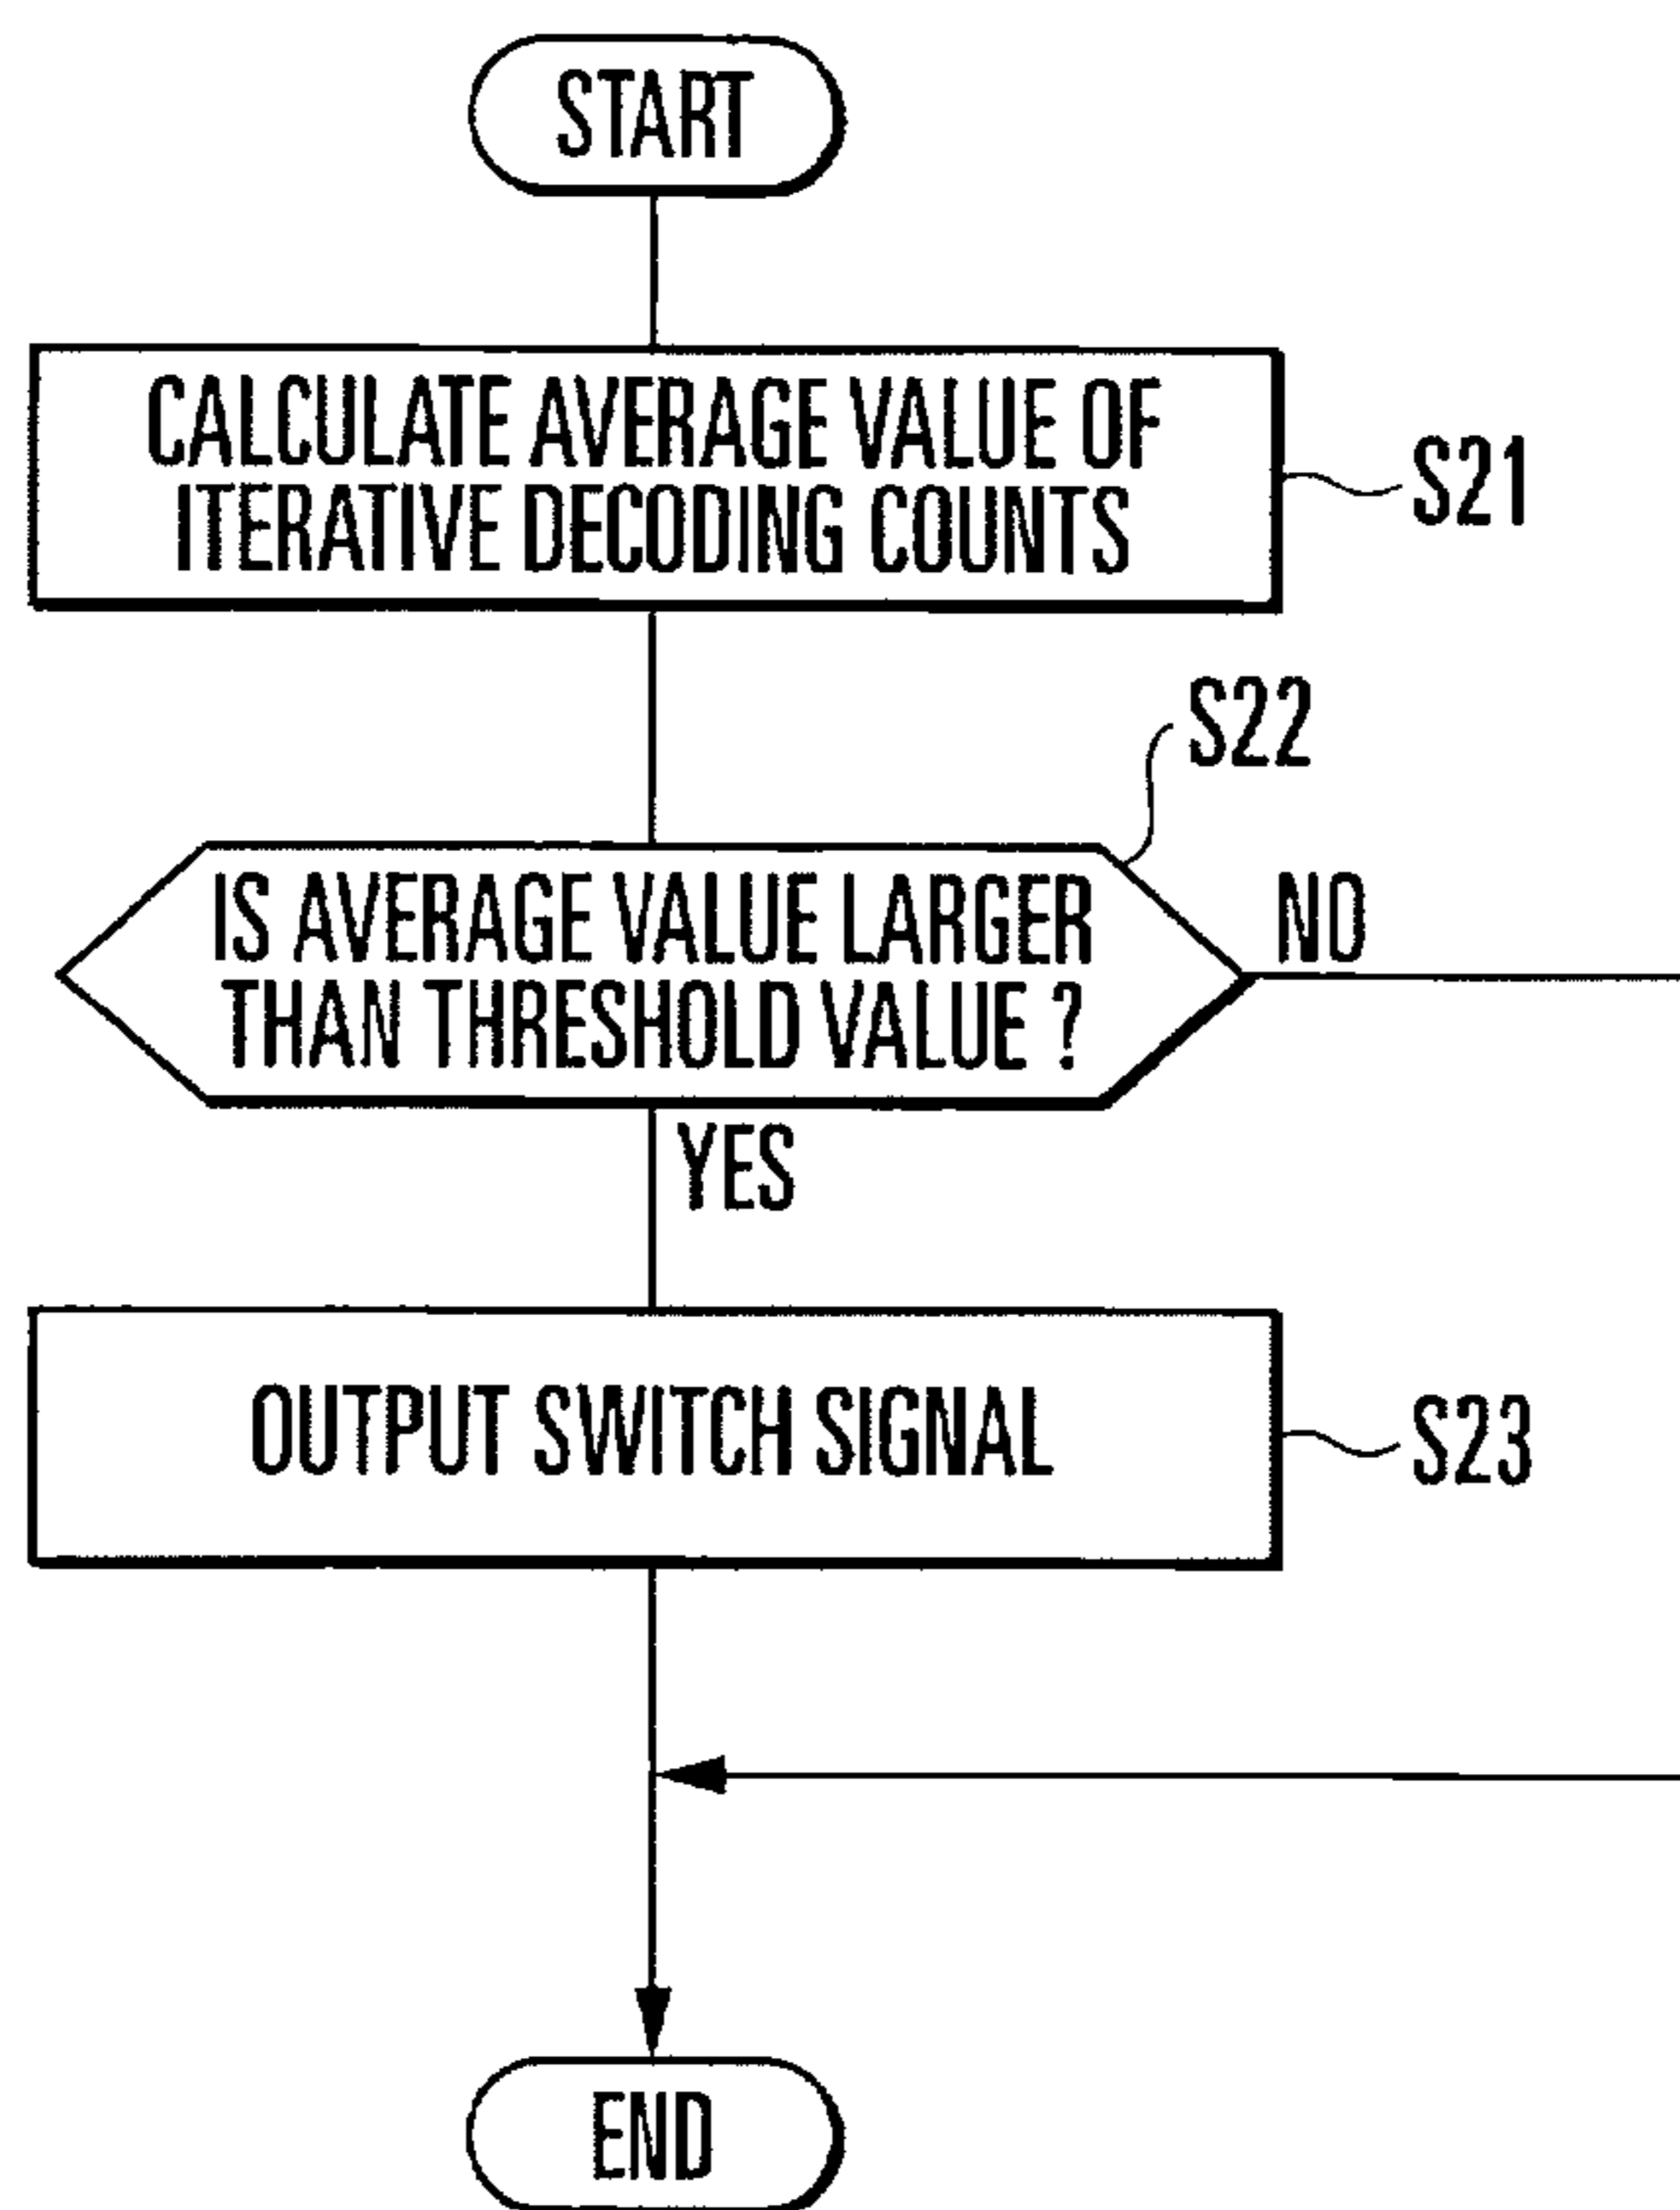 START
CALCULATE AVERAGE VALUE OF
ITERATIVE DECODING COUNTS
S21
S22
IS AVERAGE VALUE LARGER
THAN THRESHOLD VALUE ?
NO
YES
OUTPUT SWITCH SIGNAL
S23
END